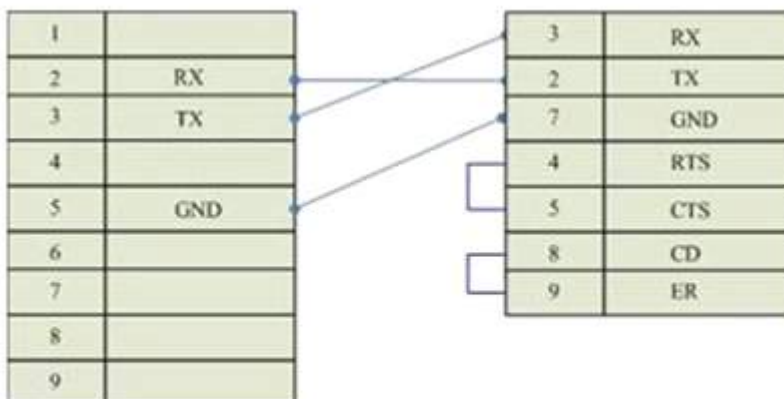 1
2 RX
3 TX
4
5 GND
6
7
8
9
3 RX
2 TX
7 GND
4 RTS
5 CTS
8 CD
9 ER